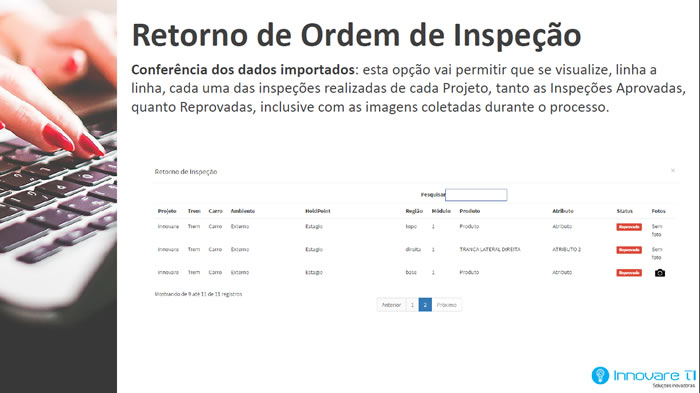 Retorno de Ordem de Inspeção
Conferência dos dados importados: esta opção vai permitir que se visualize, linha a
linha, cada uma das inspeções realizadas de cada Projeto, tanto as Inspeções Aprovadas,
quanto Reprovadas, inclusive com as imagens coletadas durante o processo.
Retorno de Inspeção ×
Pesquisar
Projeto Trem Carro Ambiente HoldPoint Região Módulo Produto Atributo Status Fotos
Innovare Trem Carro Externo Estagio topo 1 Produto Atributo Reprovado Sem
foto
Innovare Trem Carro Externo Estagio direita 1 TRANCA LATERAL DIREITA ATRIBUTO 2 Reprovado Sem
foto
Innovare Trem Carro Externo Estagio base 1 Produto Atributo Reprovado
Mostrando de 9 até 11 de 11 registros
Anterior 1 2 Próximo
Innovare TI
Soluções Inovadoras